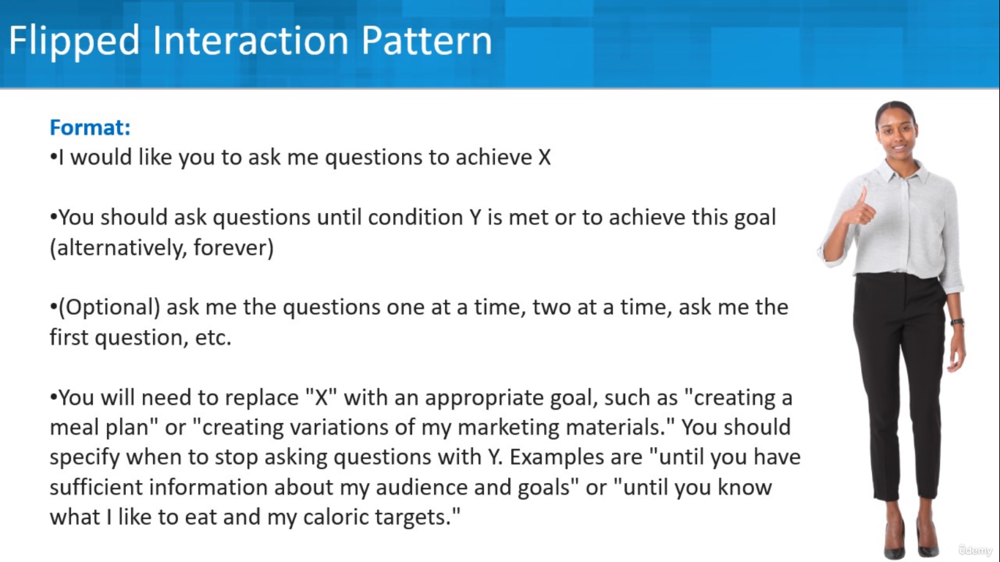 Flipped Interaction Pattern
Format:
•I would like you to ask me questions to achieve X
•You should ask questions until condition Y is met or to achieve this goal
(alternatively, forever)
•(Optional) ask me the questions one at a time, two at a time, ask me the
first question, etc.
•You will need to replace "X" with an appropriate goal, such as "creating a
meal plan" or "creating variations of my marketing materials." You should
specify when to stop asking questions with Y. Examples are "until you have
sufficient information about my audience and goals" or "until you know
what I like to eat and my caloric targets."
ûdemy